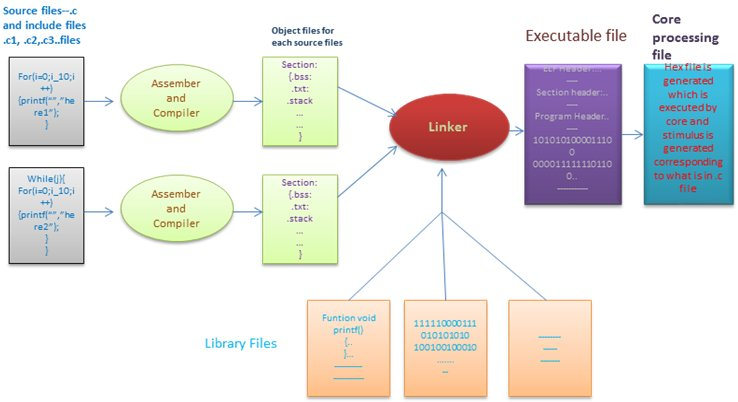 Source files--.c
and include files
.c1, .c2,.c3..files
For(i=0;i_10;i
++)
{printf(“”,”he
re1”);
}
Assember
and
Compiler
Object files for
each source files
Section:
{.bss:
.txt:
.stack
...
...
}
While(j){
For(i=0;i_10;i
++)
{printf(“”,”he
re2”);
}
}
Assember
and
Compiler
Section:
{.bss:
.txt:
.stack
...
...
}
Linker
Executable file
ELF Header:...
----
Section header:..
----
Program Header..
----
101010100001110
0
000011111110110
0..
------------
Core
processing
file
Hex file is
generated
which is
executed by
core and
stimulus is
generated
corresponding
to what is in .c
file
Library Files
Funtion void
printf()
{..
}...
----------
-----------
111110000111
010101010
100100100010
.......
--
---------
-----
--------